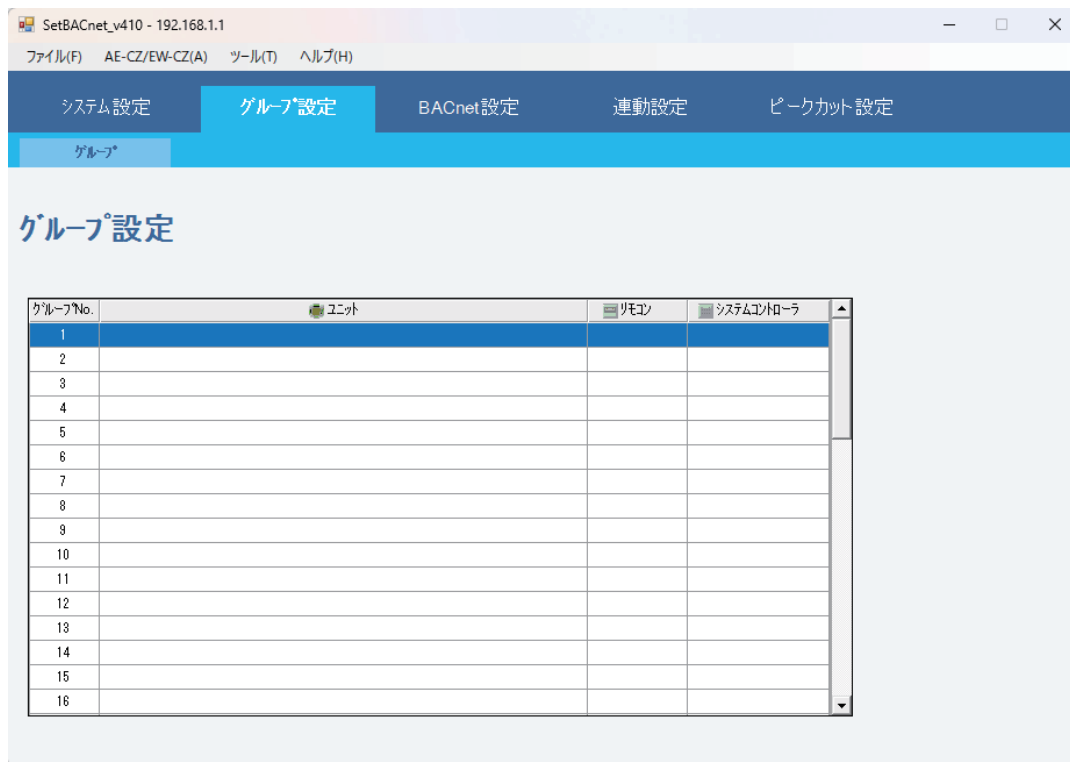 SetBACnet_v410 - 192.168.1.1
ファイル(F) AE-CZ/EW-CZ(A) ツール(T) ヘルプ(H)
システム設定 グループ設定 BACnet設定 連動設定 ピークカット設定
グループ
グループ設定
グループNo. ユニット リモコン システムコントローラ
1
2
3
4
5
6
7
8
9
10
11
12
13
14
15
16